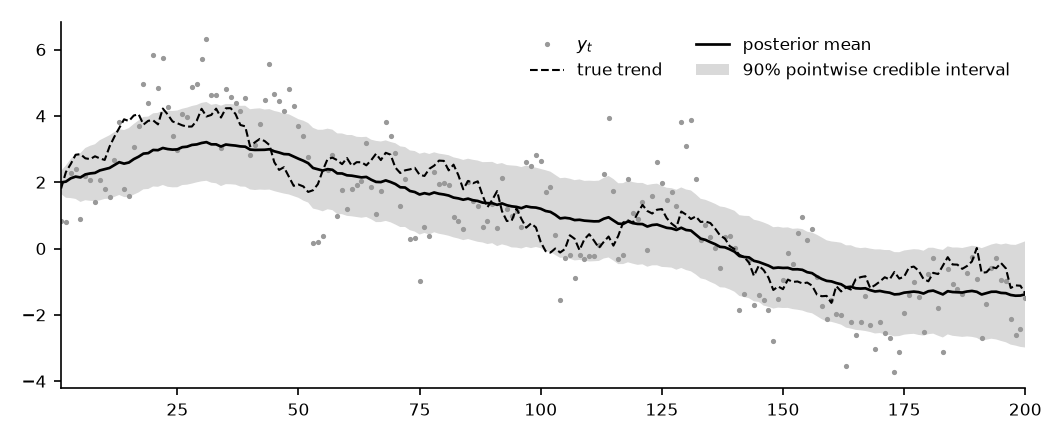 6
4
2
0
−2
−4
y_t
true trend
posterior mean
90% pointwise credible interval
25 50 75 100 125 150 175 200